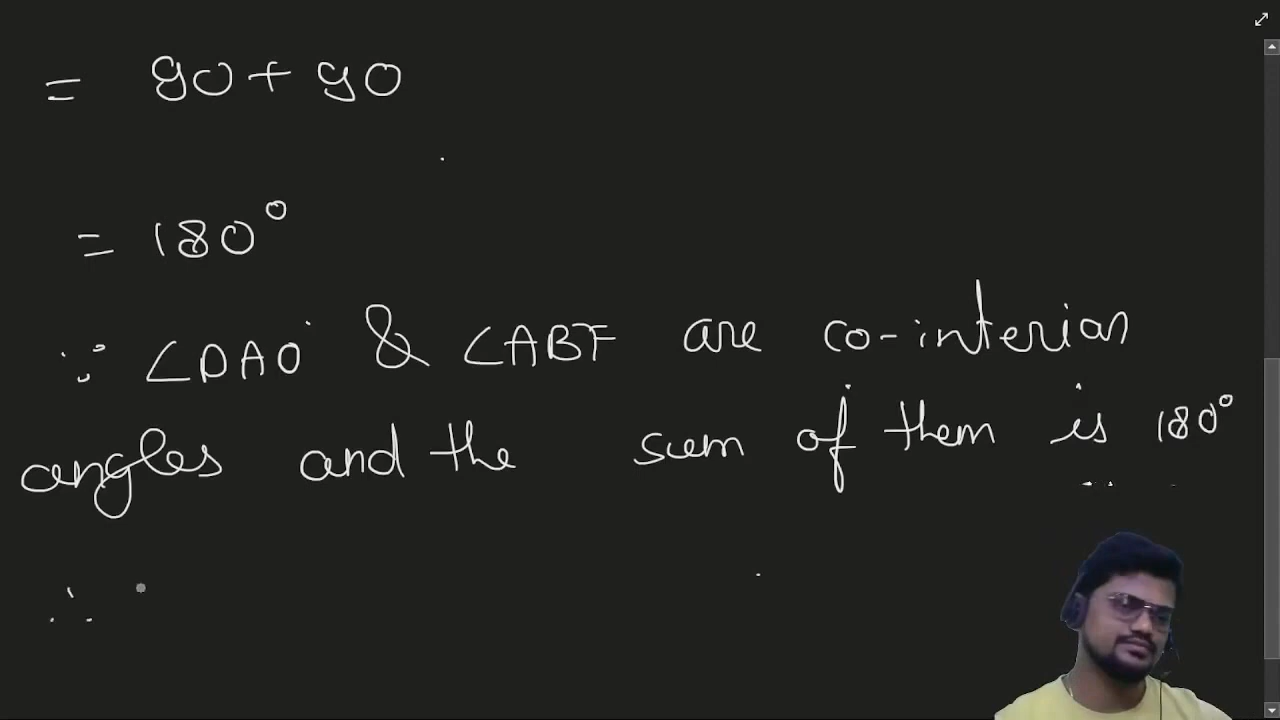 = 90 + 90
= 180°
∵ ∠DAO & ∠ABF are co-interior
angles and the sum of them is 180°
∴